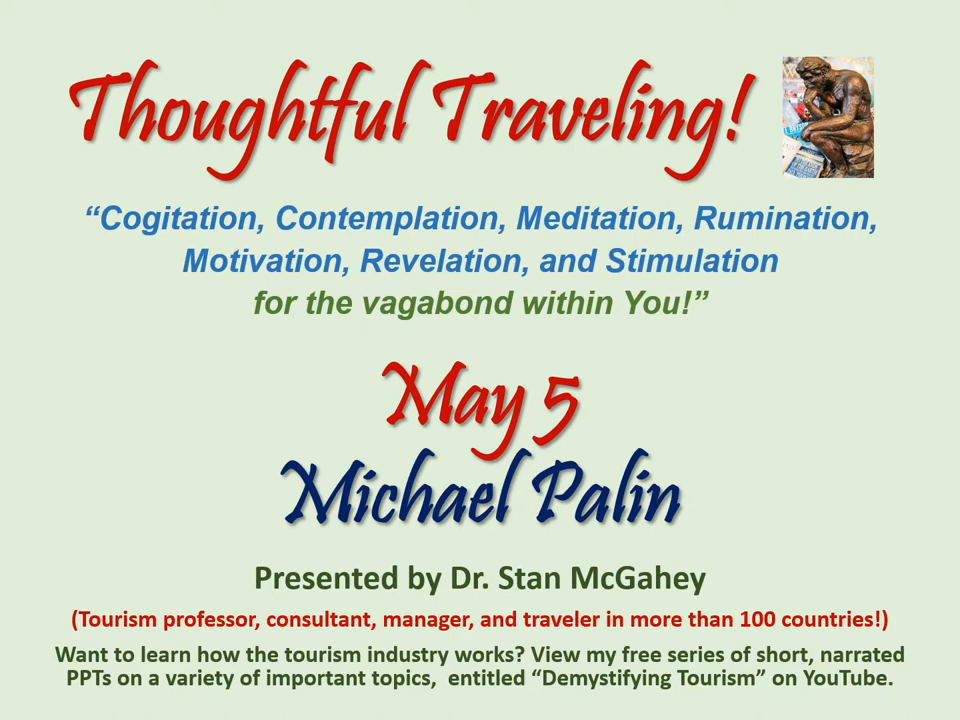 Thoughtful Traveling!
“Cogitation, Contemplation, Meditation, Rumination,
Motivation, Revelation, and Stimulation
for the vagabond within You!”
May 5
Michael Palin
Presented by Dr. Stan McGahey
(Tourism professor, consultant, manager, and traveler in more than 100 countries!)
Want to learn how the tourism industry works? View my free series of short, narrated
PPTs on a variety of important topics,  entitled “Demystifying Tourism” on YouTube.